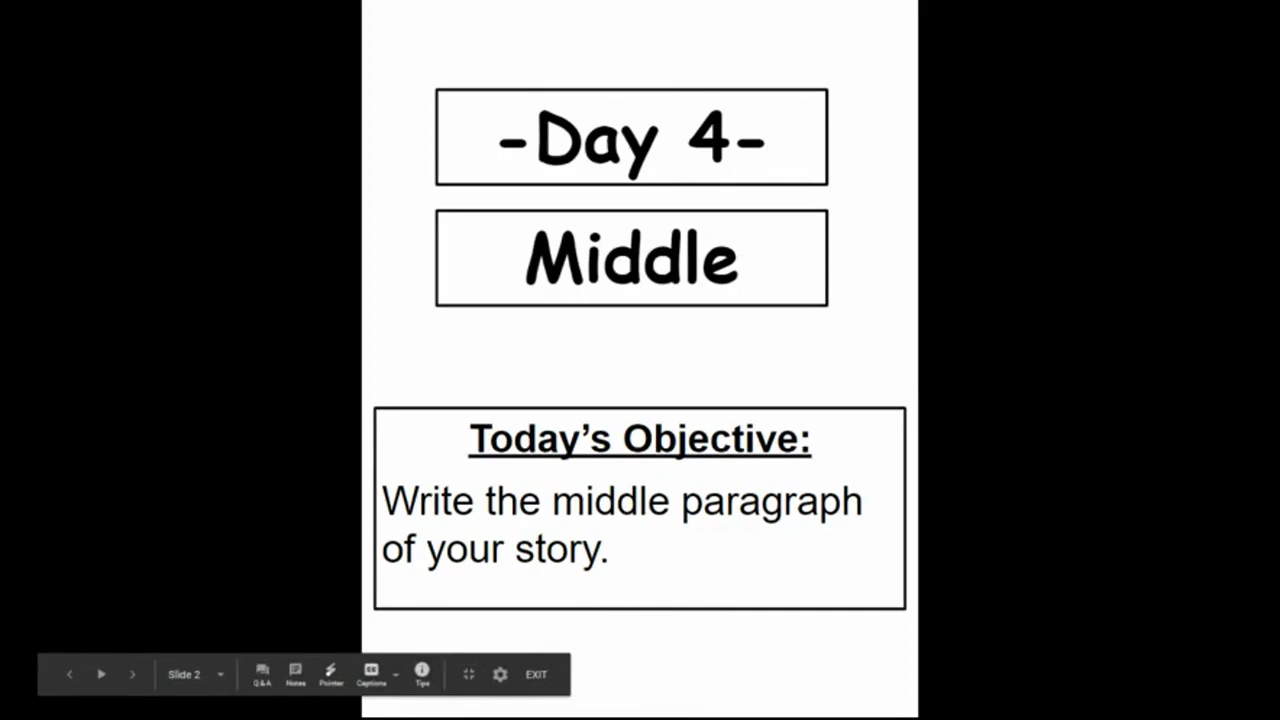 -Day 4-
Middle
Today's Objective:
Write the middle paragraph
of your story.
Slide 2
Q&A
Notes
Pointer
CC
Captions
Tips
EXIT